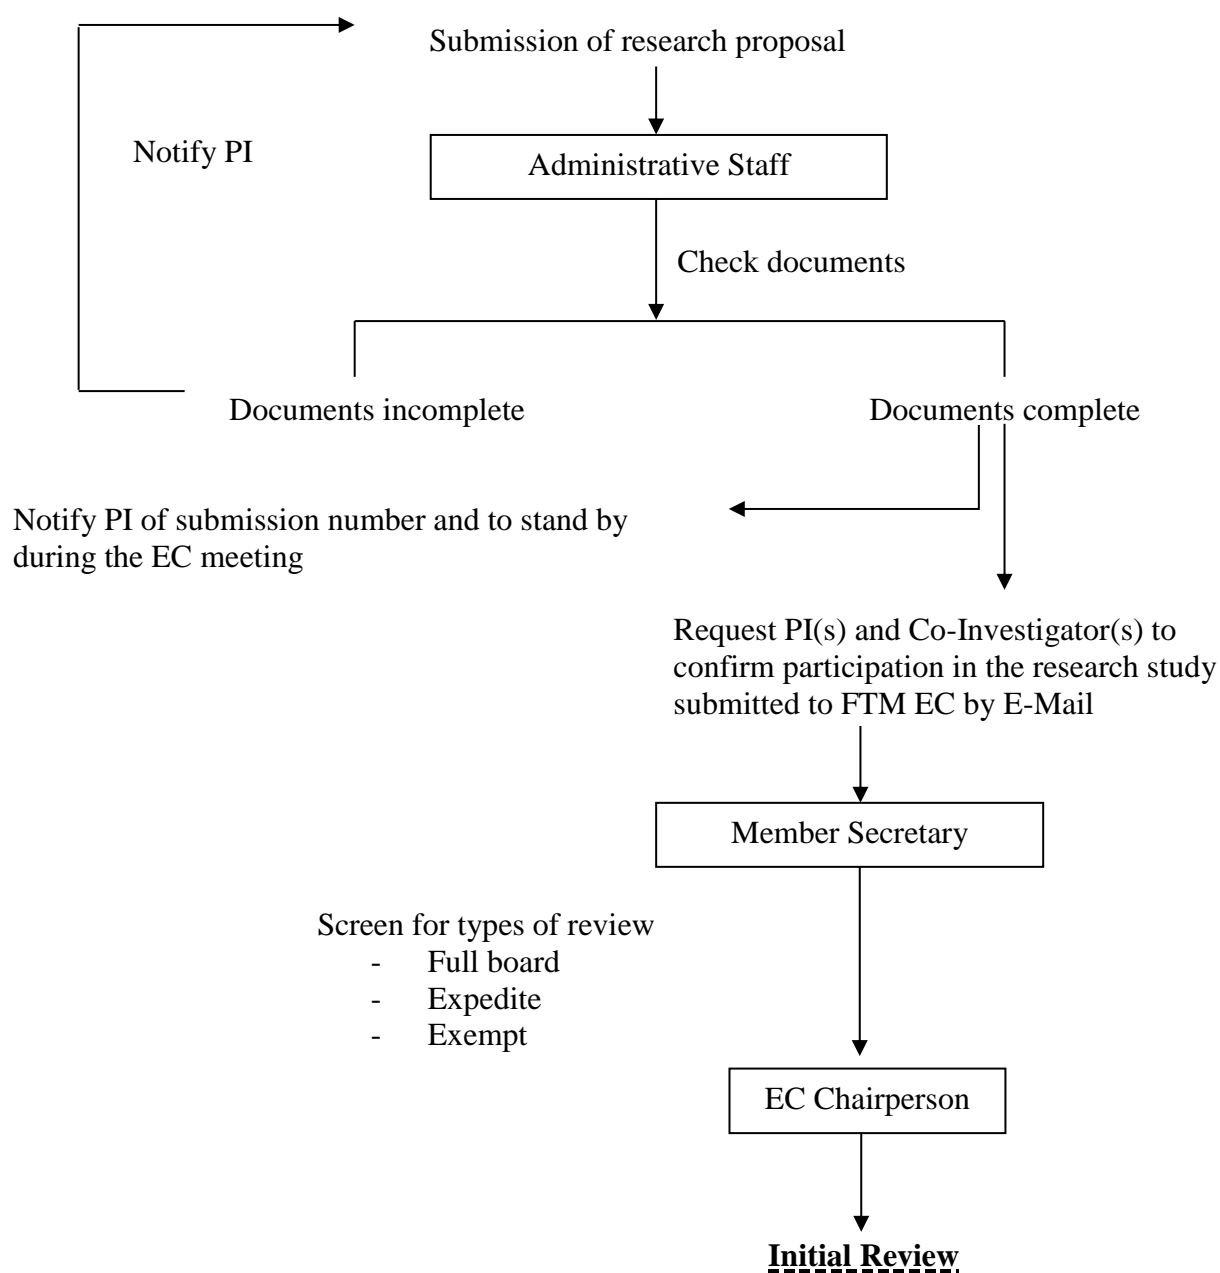 Submission of research proposal
Notify PI
Administrative Staff
Check documents
Documents incomplete
Documents complete
Notify PI of submission number and to stand by
during the EC meeting
Request PI(s) and Co-Investigator(s) to
confirm participation in the research study
submitted to FTM EC by E-Mail
Member Secretary
Screen for types of review
- Full board
- Expedite
- Exempt
EC Chairperson
Initial Review